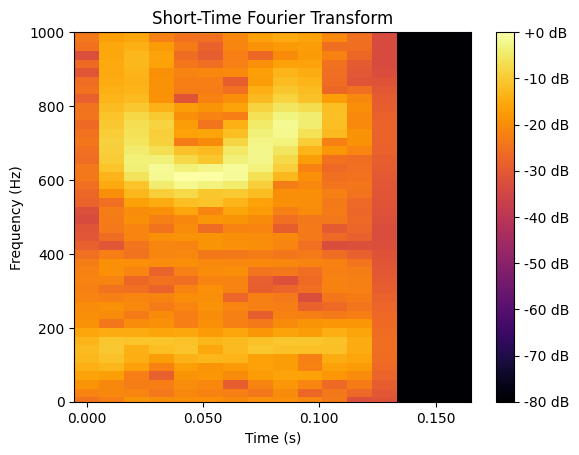 Short-Time Fourier Transform
Frequency (Hz)
1000
800
600
400
200
0
0.000
0.050
0.100
0.150
Time (s)
+0 dB
-10 dB
-20 dB
-30 dB
-40 dB
-50 dB
-60 dB
-70 dB
-80 dB